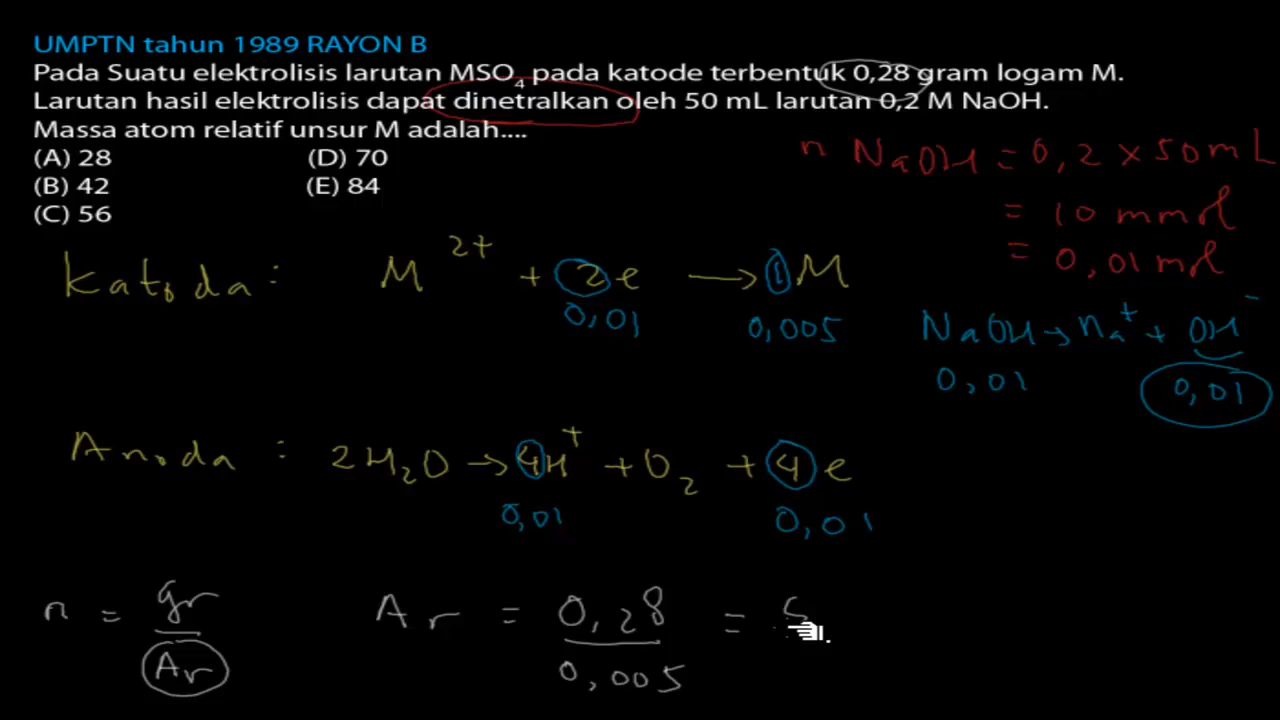 UMPTN tahun 1989 RAYON B
Pada Suatu elektrolisis larutan MSO₄ pada katode terbentuk 0,28 gram logam M.
Larutan hasil elektrolisis dapat dinetralkan oleh 50 mL larutan 0,2 M NaOH.
Massa atom relatif unsur M adalah....
(A) 28 (D) 70
(B) 42 (E) 84
(C) 56
n NaOH = 0,2 × 50 mL
= 10 mmol
= 0,01 mol
Katoda : M²⁺ + 2e → 1M
0,01 0,005
NaOH → Na⁺ + OH⁻
0,01 0,01
Anoda : 2H₂O → 4H⁺ + O₂ + 4e
0,01 0,01
n = gr / Ar
Ar = 0,28 / 0,005 = 5